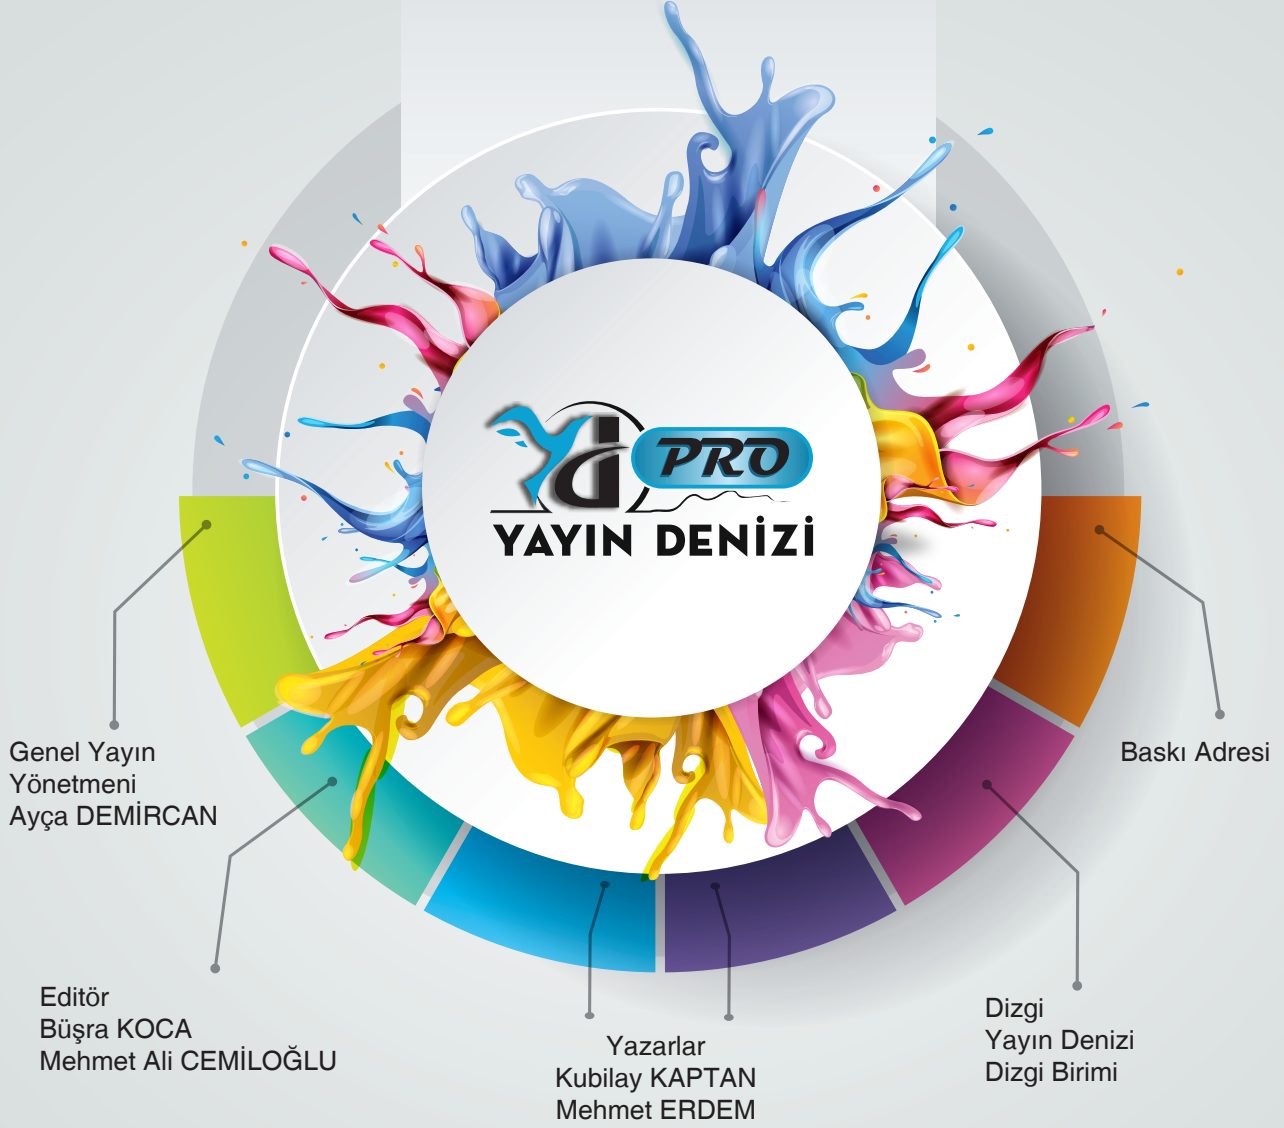 Yd PRO
YAYIN DENİZİ
Genel Yayın
Yönetmeni
Ayça DEMİRCAN
Baskı Adresi
Editör
Büşra KOCA
Mehmet Ali CEMİLOĞLU
Yazarlar
Kubilay KAPTAN
Mehmet ERDEM
Dizgi
Yayın Denizi
Dizgi Birimi